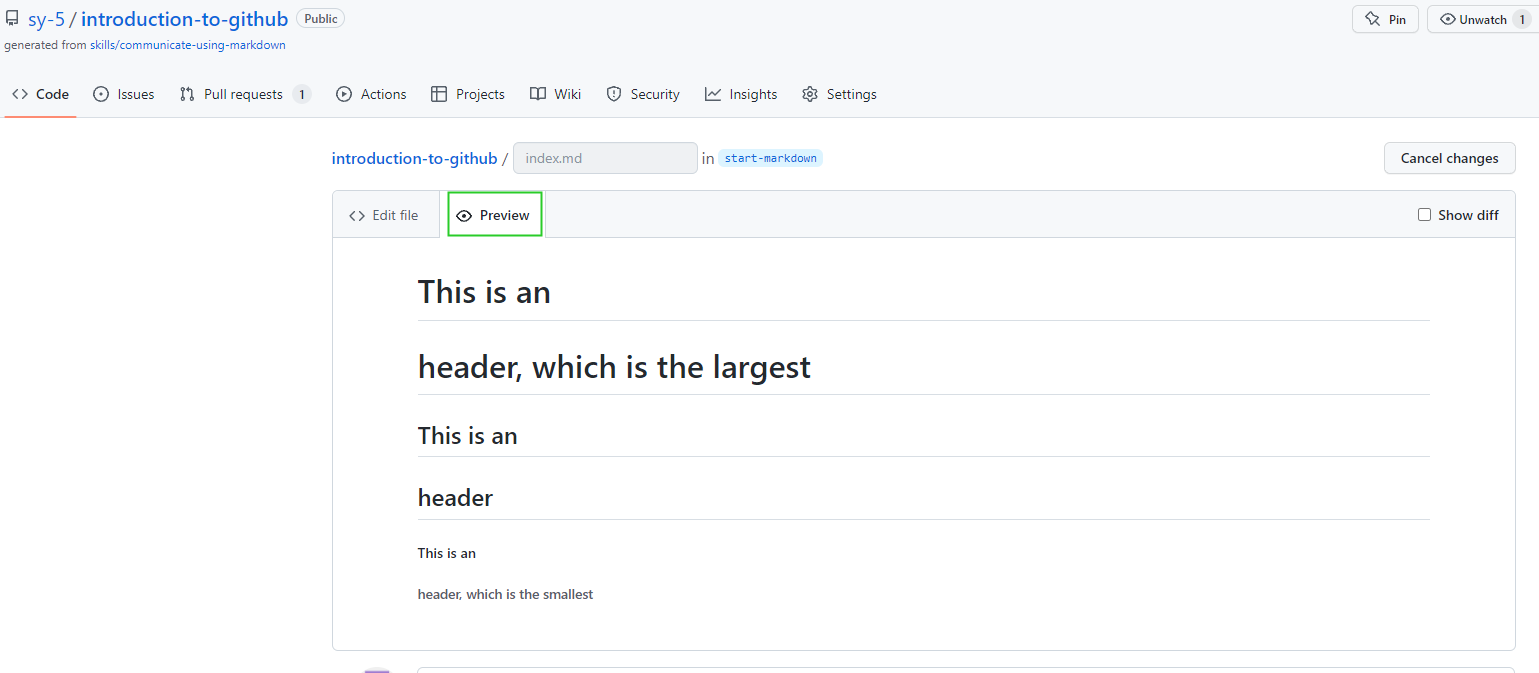 sy-5 / introduction-to-github Public Pin Unwatch 1
generated from skills/communicate-using-markdown
Code Issues Pull requests 1 Actions Projects Wiki Security Insights Settings
introduction-to-github / index.md in start-markdown Cancel changes
Edit file Preview Show diff
This is an
header, which is the largest
This is an
header
This is an
header, which is the smallest